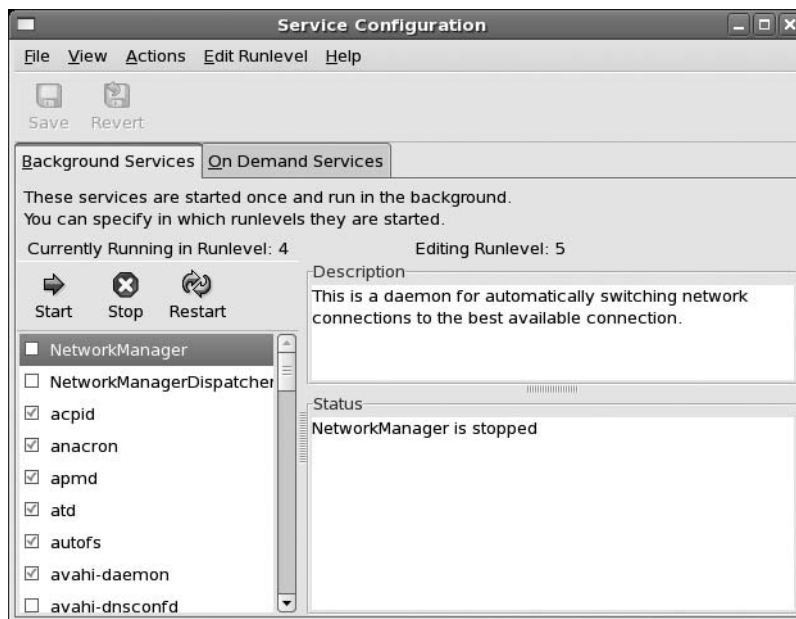 Service Configuration
File View Actions Edit Runlevel Help
Save Revert
Background Services On Demand Services
These services are started once and run in the background.
You can specify in which runlevels they are started.
Currently Running in Runlevel: 4 Editing Runlevel: 5
Start Stop Restart
NetworkManager
NetworkManagerDispatcher
acpid
anacron
apmd
atd
autofs
avahi-daemon
avahi-dnsconfd
Description
This is a daemon for automatically switching network
connections to the best available connection.
Status
NetworkManager is stopped